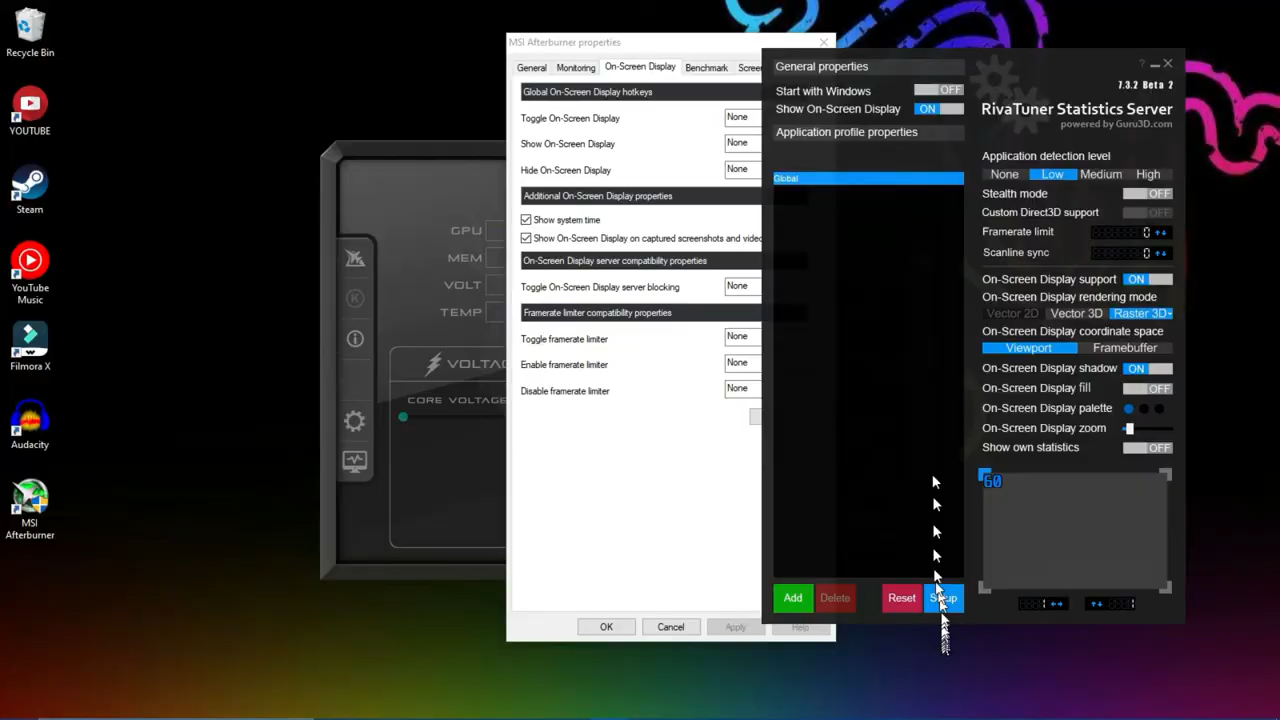 Recycle Bin
YOUTUBE
Steam
YouTube
Music
Filmora X
Audacity
MSI
Afterburner
GPU
MEM
VOLT
TEMP
VOLTA
CORE VOLTAGE
MSI Afterburner properties
General
Monitoring
On-Screen Display
Benchmark
Screen
Global On-Screen Display hotkeys
Toggle On-Screen Display
None
Show On-Screen Display
None
Hide On-Screen Display
None
Additional On-Screen Display properties
Show system time
Show On-Screen Display on captured screenshots and video
On-Screen Display server compatibility properties
Toggle On-Screen Display server blocking
None
Framerate limiter compatibility properties
Toggle framerate limiter
None
Enable framerate limiter
None
Disable framerate limiter
None
OK
Cancel
Apply
Help
General properties
Start with Windows
OFF
Show On-Screen Display
ON
Application profile properties
Global
Add
Delete
Reset
Setup
7.3.2 Beta 2
RivaTuner Statistics Server
powered by Guru3D.com
Application detection level
None
Low
Medium
High
Stealth mode
OFF
Custom Direct3D support
OFF
Framerate limit
0
Scanline sync
0
On-Screen Display support
ON
On-Screen Display rendering mode
Vector 2D
Vector 3D
Raster 3D
On-Screen Display coordinate space
Viewport
Framebuffer
On-Screen Display shadow
ON
On-Screen Display fill
OFF
On-Screen Display palette
On-Screen Display zoom
Show own statistics
OFF
60
1
1